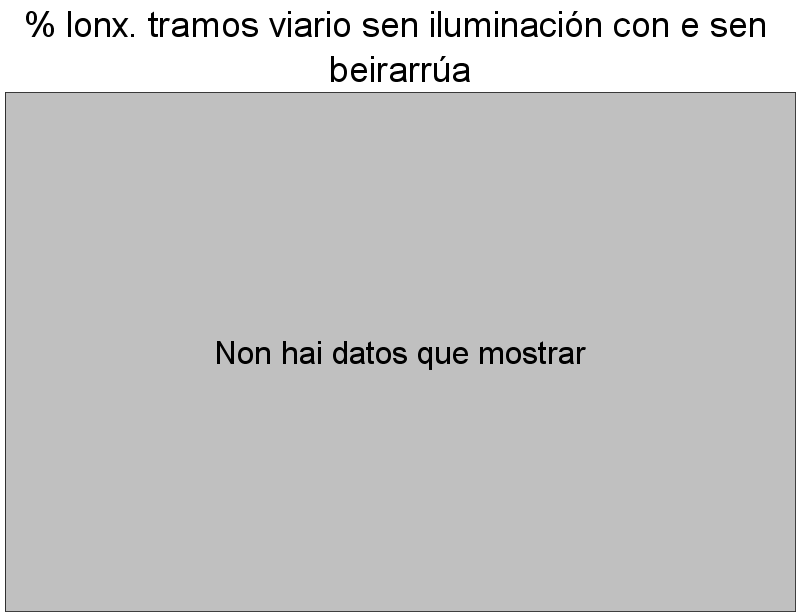 % lonx. tramos viario sen iluminación con e sen
beirarrúa
Non hai datos que mostrar